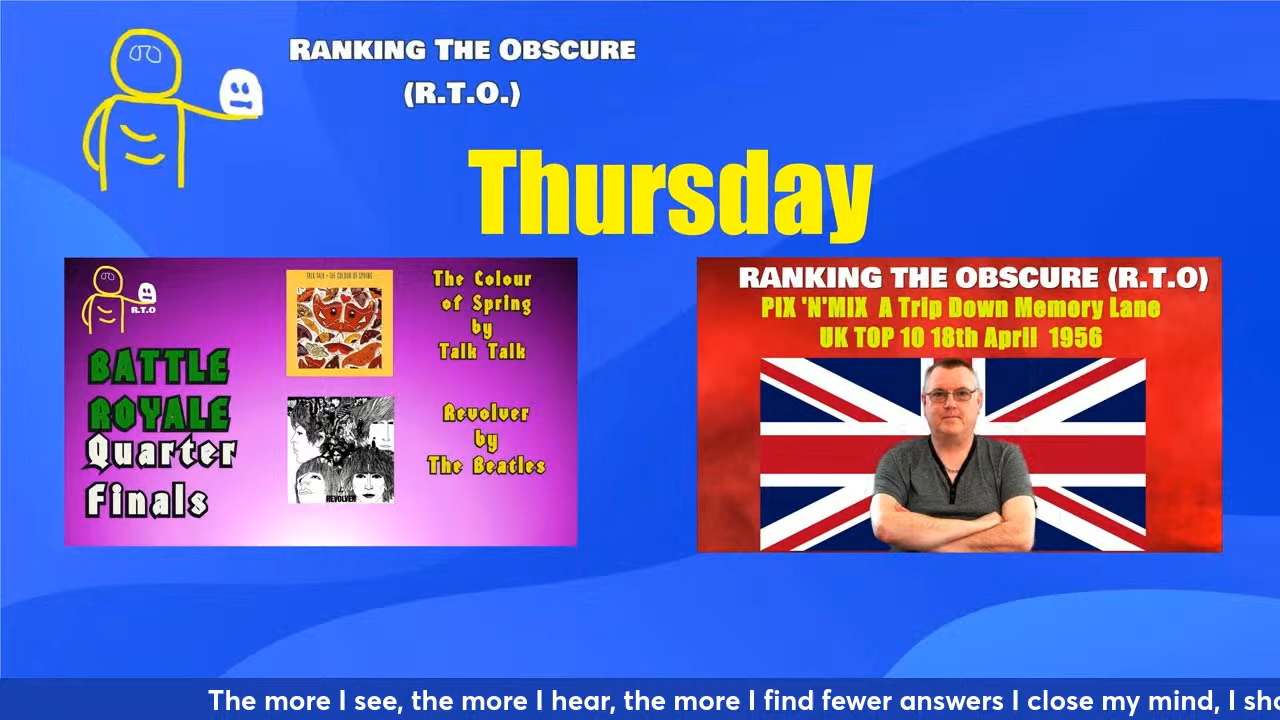 RANKING THE OBSCURE
(R.T.O.)
Thursday
R.T.O
BATTLE
ROYALE
Quarter
Finals
TALK TALK · THE COLOUR OF SPRING
The Colour
of Spring
by
Talk Talk
REVOLVER
Revolver
by
The Beatles
RANKING THE OBSCURE (R.T.O)
PIX 'N'MIX A Trip Down Memory Lane
UK TOP 10 18th April 1956
The more I see, the more I hear, the more I find fewer answers I close my mind, I sho